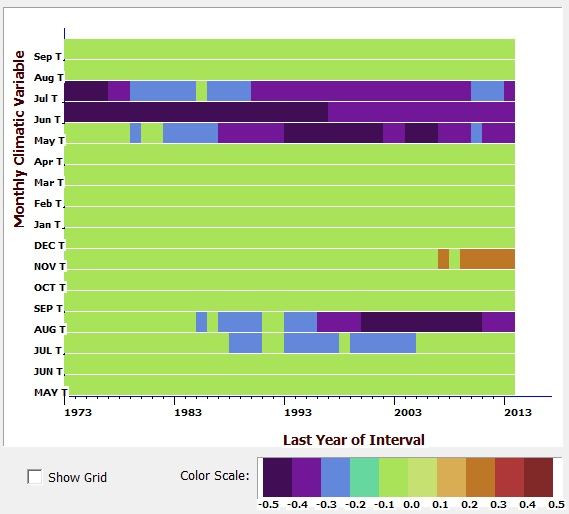 Monthly Climatic Variable
Sep T
Aug T
Jul T
Jun T
May T
Apr T
Mar T
Feb T
Jan T
DEC T
NOV T
OCT T
SEP T
AUG T
JUL T
JUN T
MAY T
1973 1983 1993 2003 2013
Last Year of Interval
Show Grid
Color Scale:
-0.5 -0.4 -0.3 -0.2 -0.1 0.0 0.1 0.2 0.3 0.4 0.5